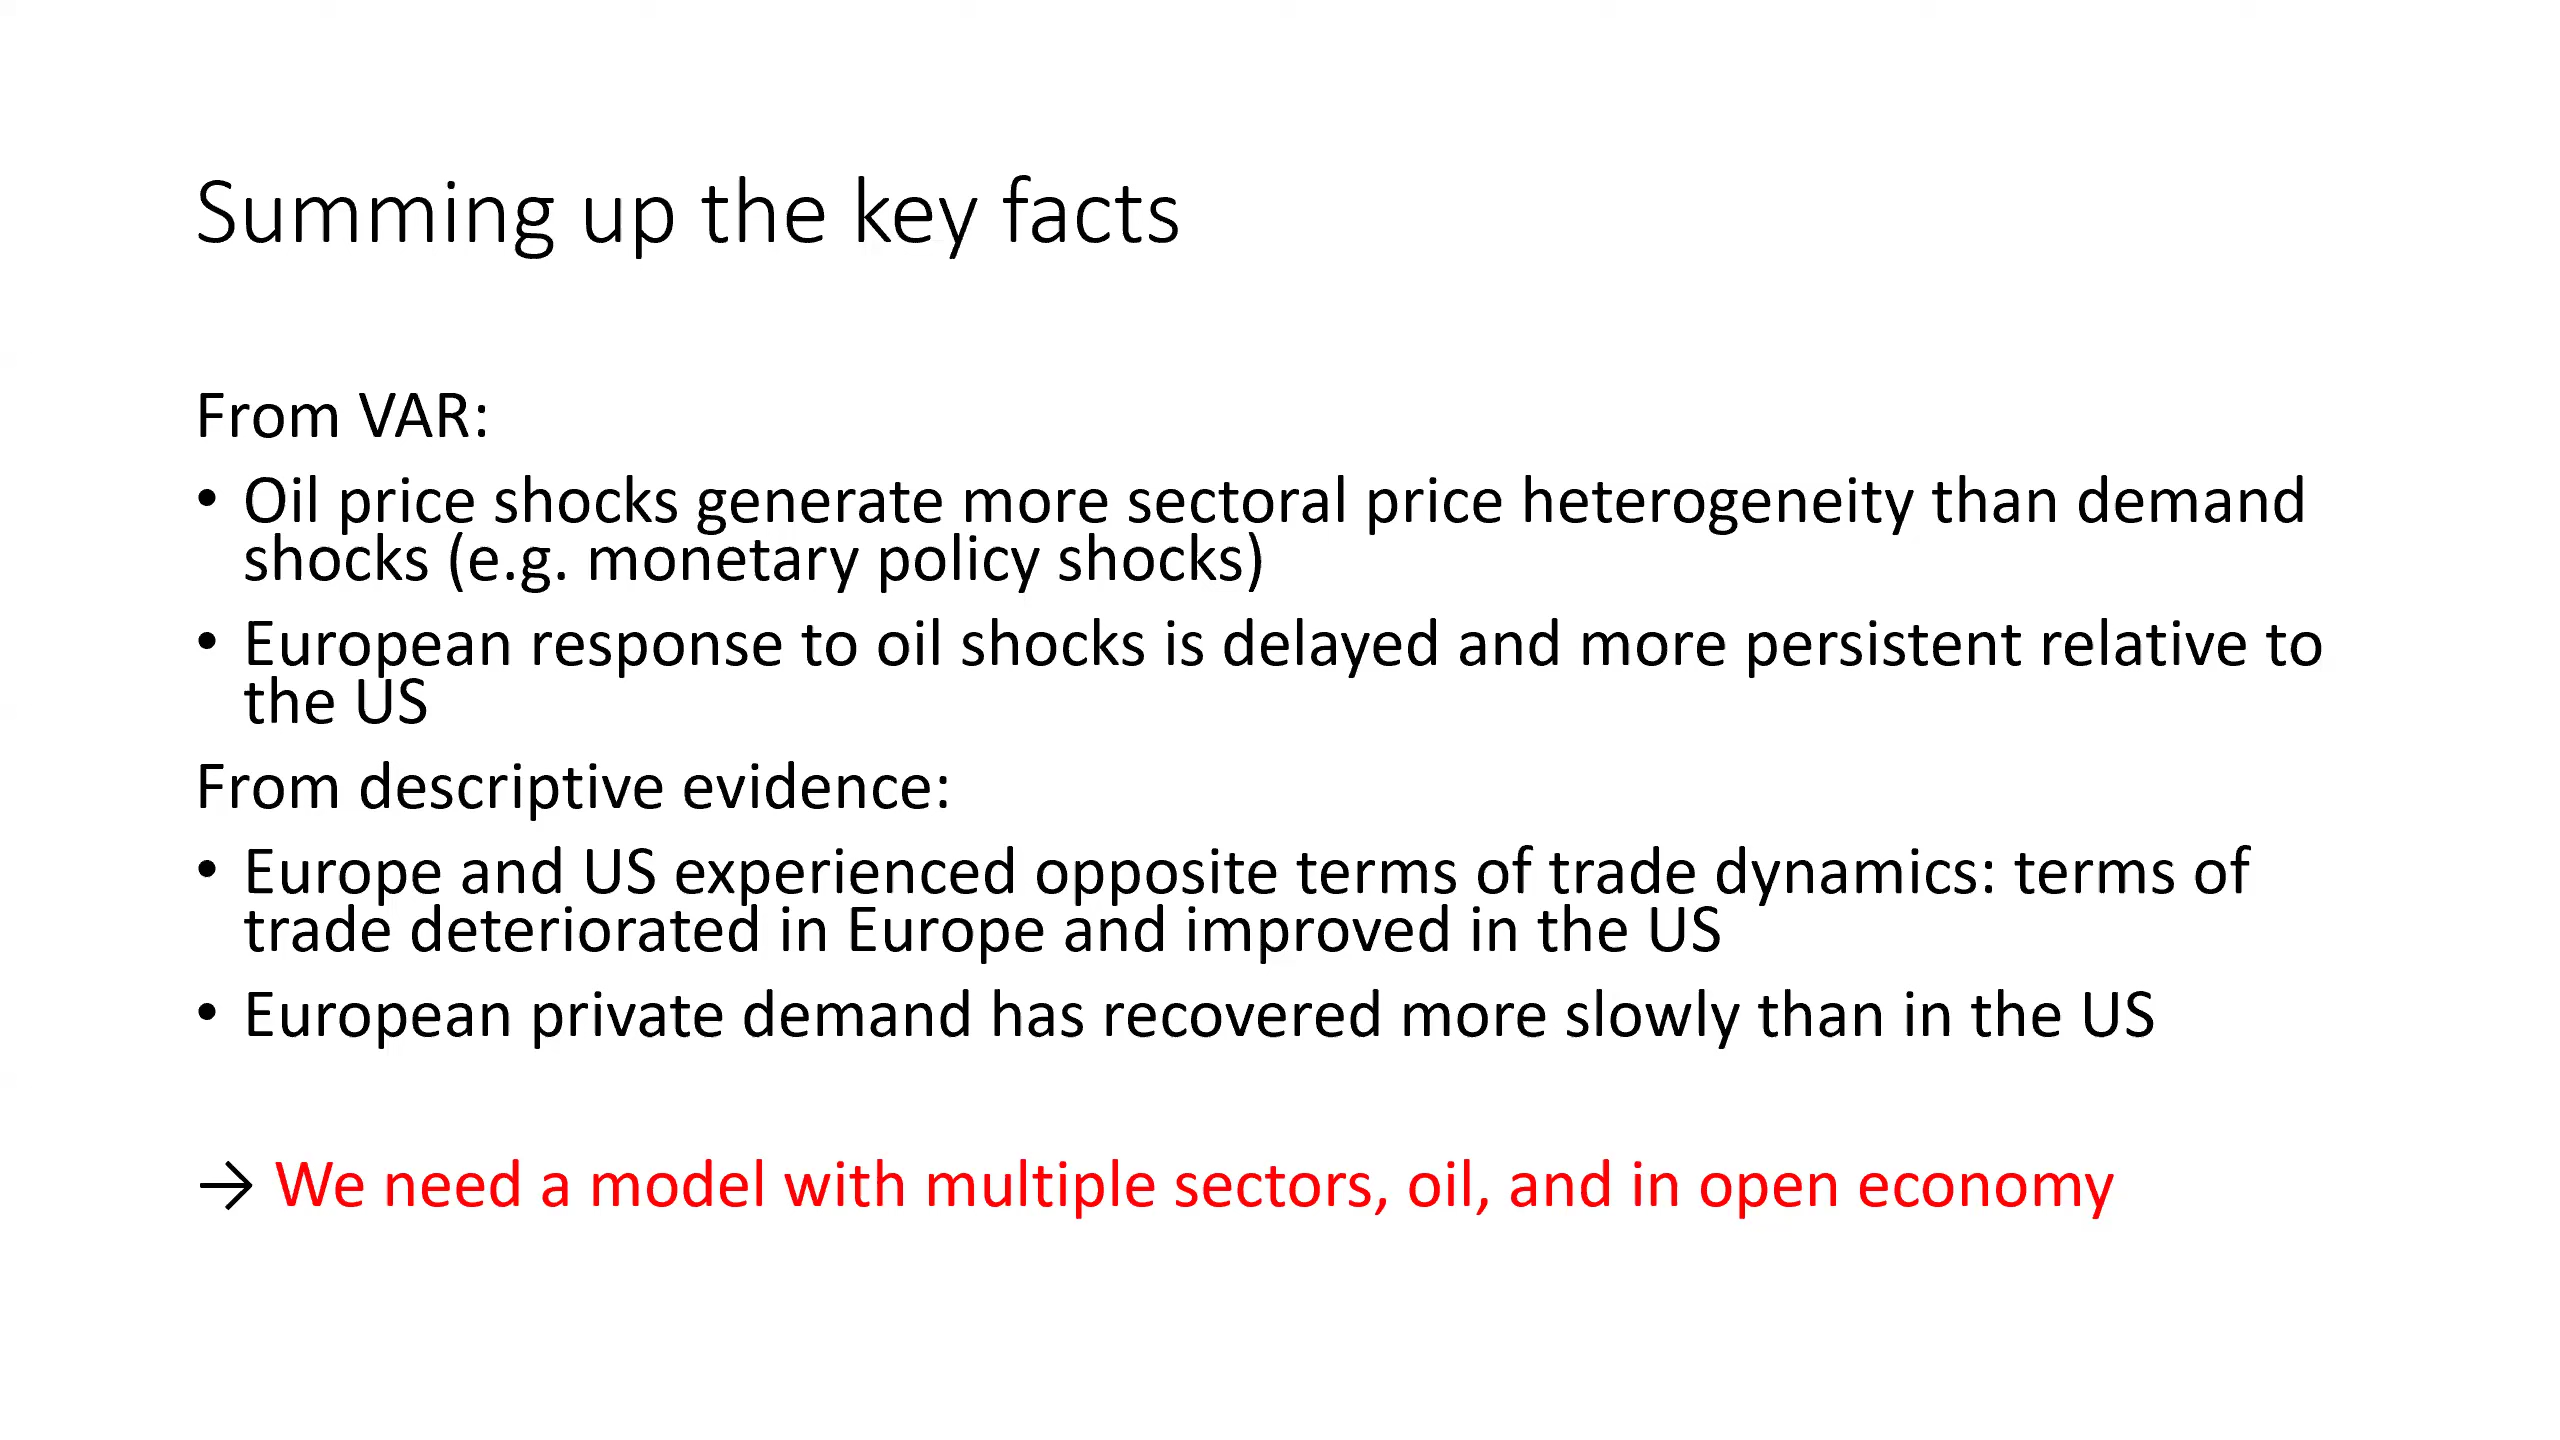 Summing up the key facts
From VAR:
• Oil price shocks generate more sectoral price heterogeneity than demand
shocks (e.g. monetary policy shocks)
• European response to oil shocks is delayed and more persistent relative to
the US
From descriptive evidence:
• Europe and US experienced opposite terms of trade dynamics: terms of
trade deteriorated in Europe and improved in the US
• European private demand has recovered more slowly than in the US
→ We need a model with multiple sectors, oil, and in open economy